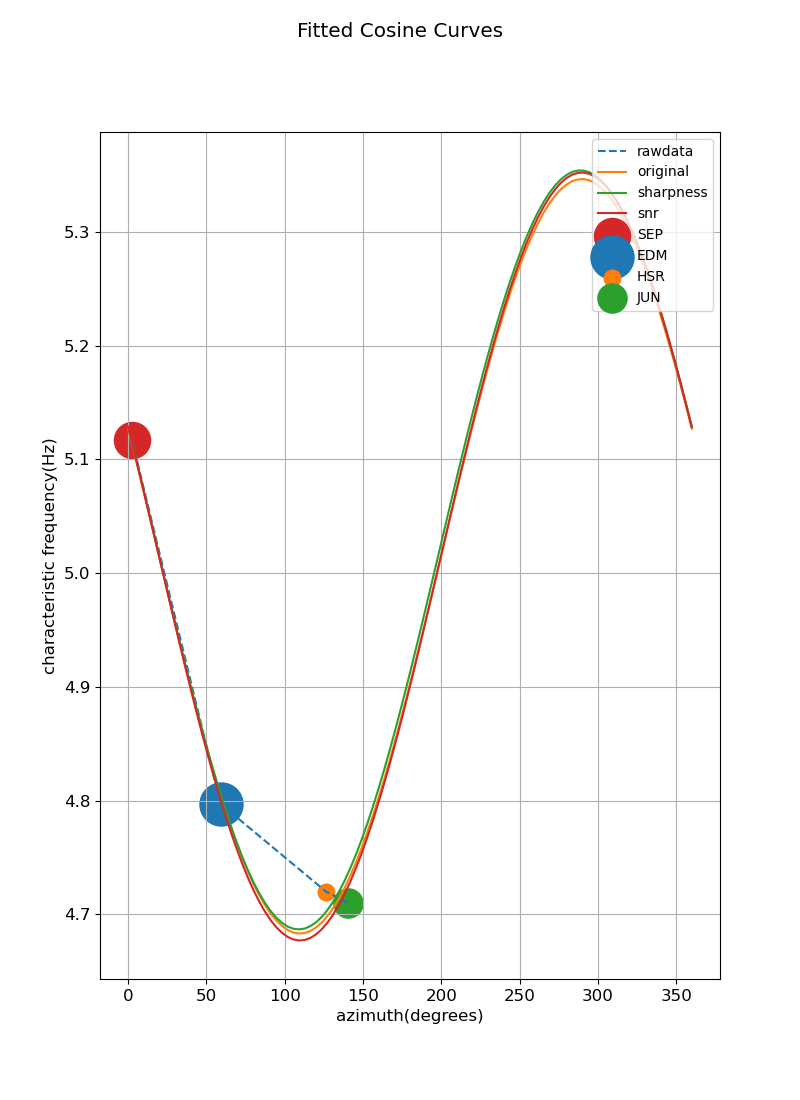 Fitted Cosine Curves
rawdata
original
sharpness
snr
SEP
EDM
HSR
JUN
5.3
5.2
5.1
5.0
4.9
4.8
4.7
characteristic frequency(Hz)
0 50 100 150 200 250 300 350
azimuth(degrees)